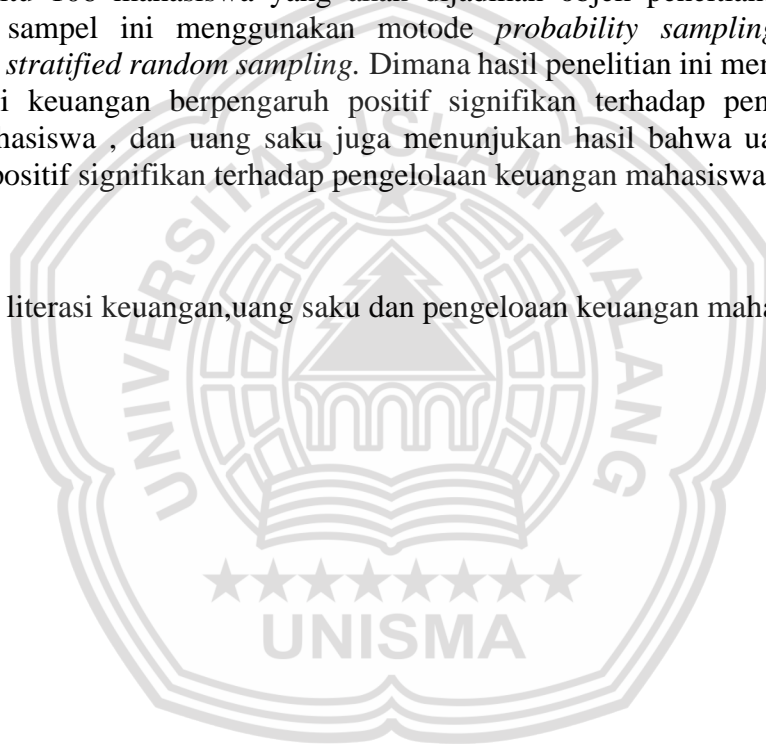 mahasiswa yang akan dijadikan objek penelitian
sampel ini menggunakan motode probability sampling
stratified random sampling. Dimana hasil penelitian ini men
i keuangan berpengaruh positif signifikan terhadap pen
hasiswa , dan uang saku juga menunjukan hasil bahwa ua
positif signifikan terhadap pengelolaan keuangan mahasiswa
literasi keuangan,uang saku dan pengeloaan keuangan maha
UNIVERSITAS ISLAM MALANG
UNISMA